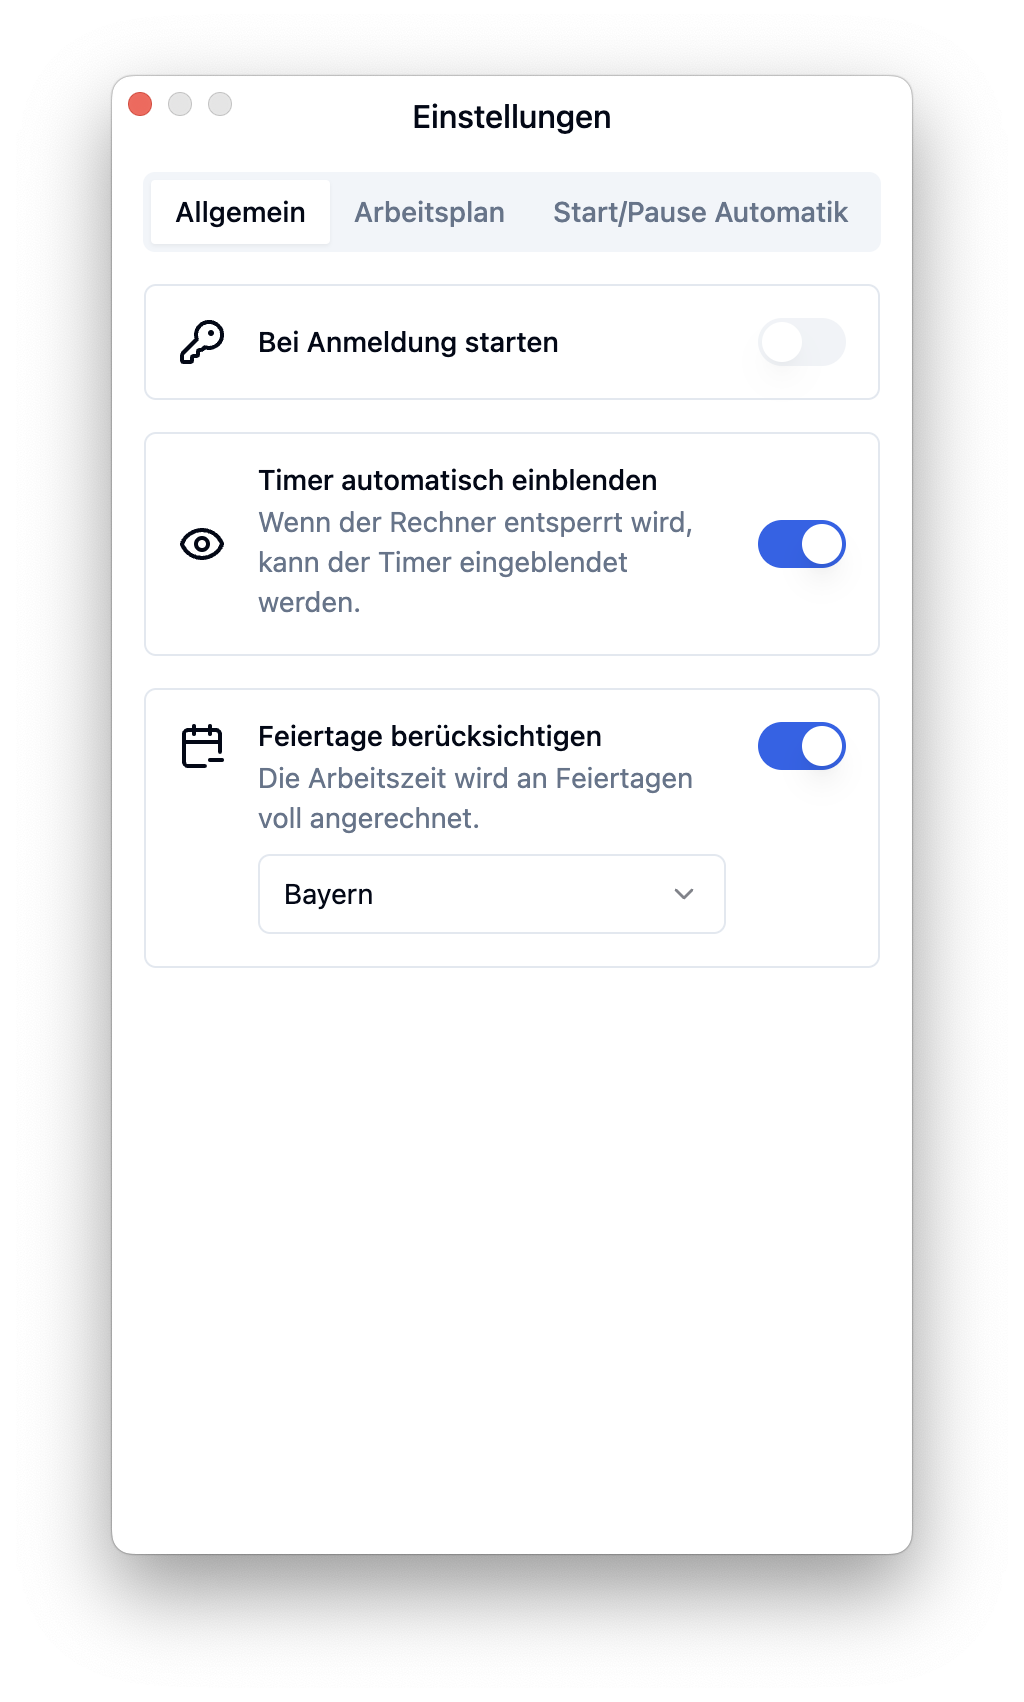 Einstellungen
Allgemein Arbeitsplan Start/Pause Automatik
Bei Anmeldung starten
Timer automatisch einblenden
Wenn der Rechner entsperrt wird,
kann der Timer eingeblendet
werden.
Feiertage berücksichtigen
Die Arbeitszeit wird an Feiertagen
voll angerechnet.
Bayern